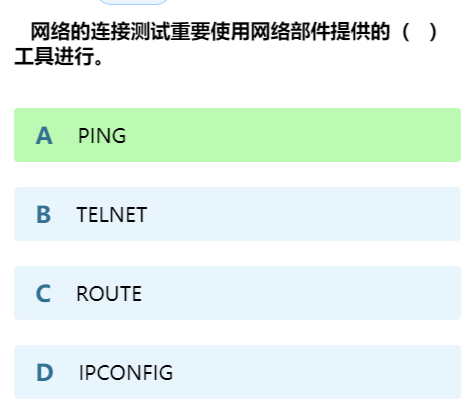 网络的连接测试重要使用网络部件提供的（　）
工具进行。
A PING
B TELNET
C ROUTE
D IPCONFIG